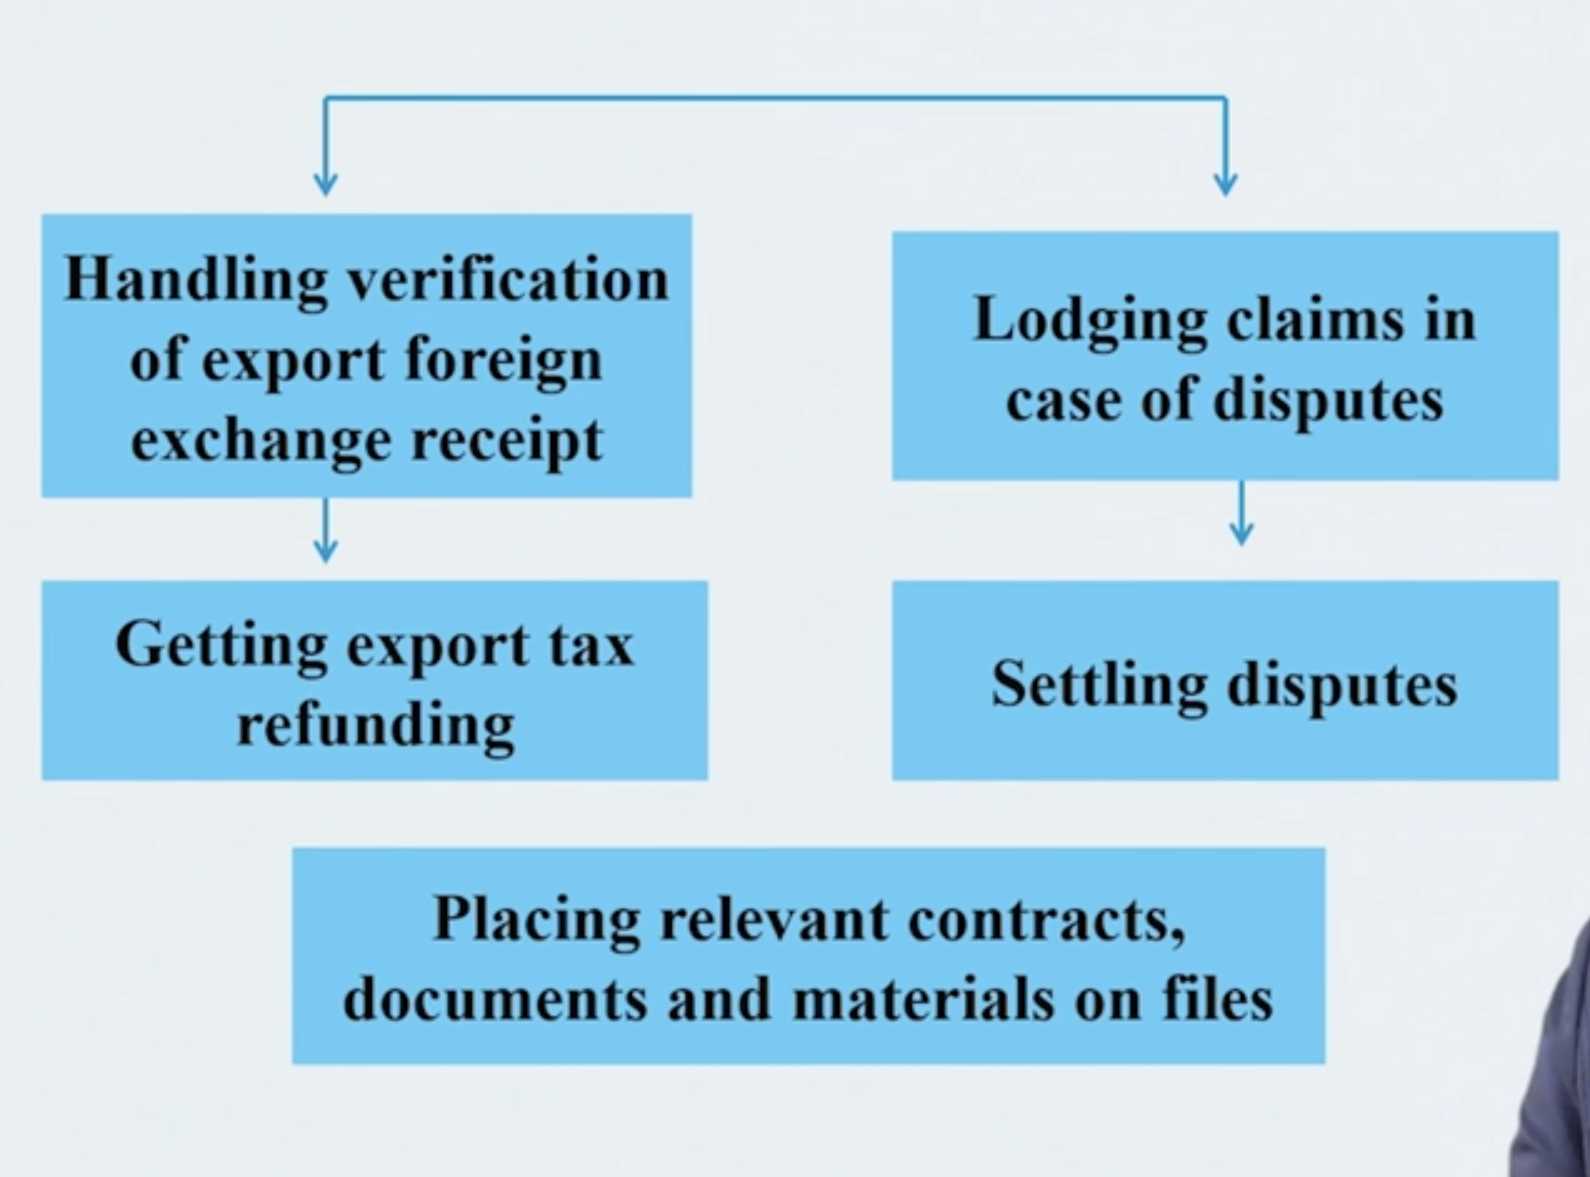 Handling verification
of export foreign
exchange receipt
Lodging claims in
case of disputes
Getting export tax
refunding
Settling disputes
Placing relevant contracts,
documents and materials on files